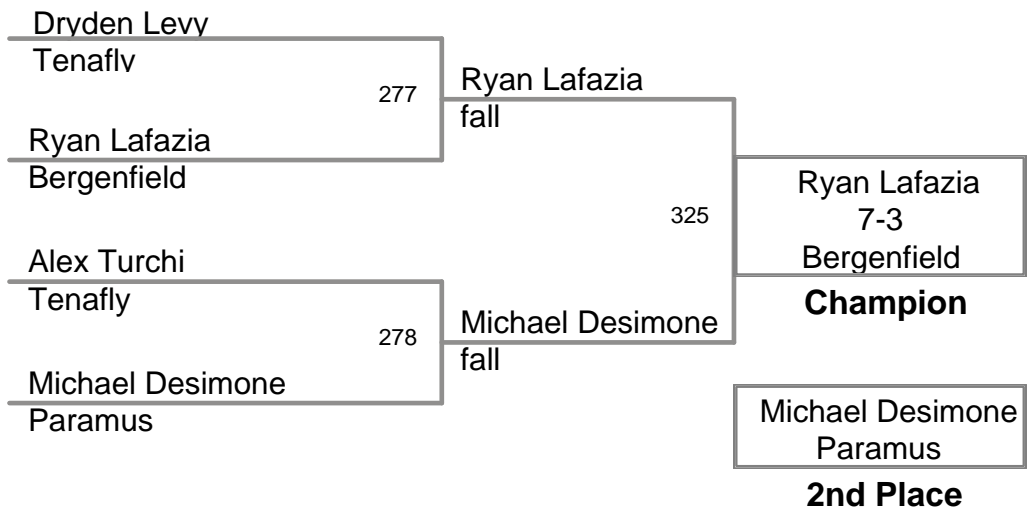 Dryden Levy
Tenafly
277
Ryan Lafazia
fall
Ryan Lafazia
Bergenfield
325
Ryan Lafazia
7-3
Bergenfield
Champion
Alex Turchi
Tenafly
278
Michael Desimone
fall
Michael Desimone
Paramus
Michael Desimone
Paramus
2nd Place